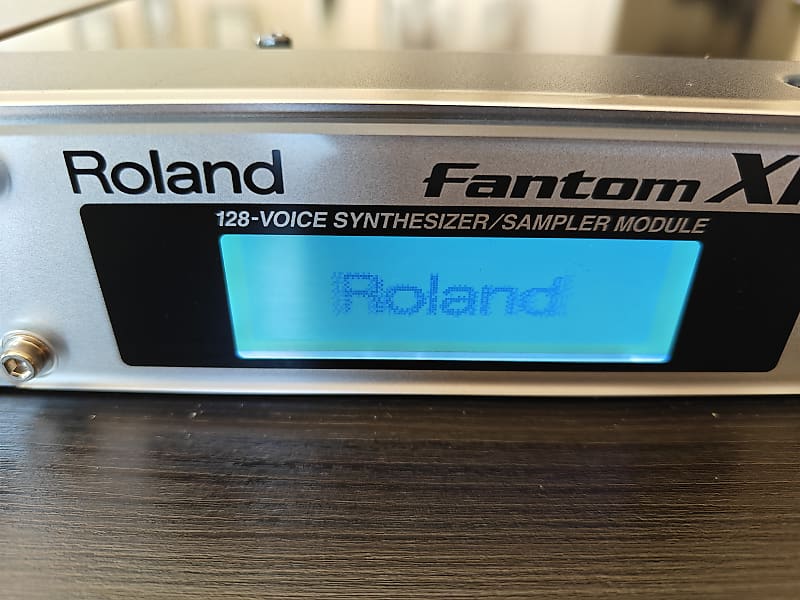 Roland
Fantom X
128-VOICE SYNTHESIZER/SAMPLER MODULE
Roland